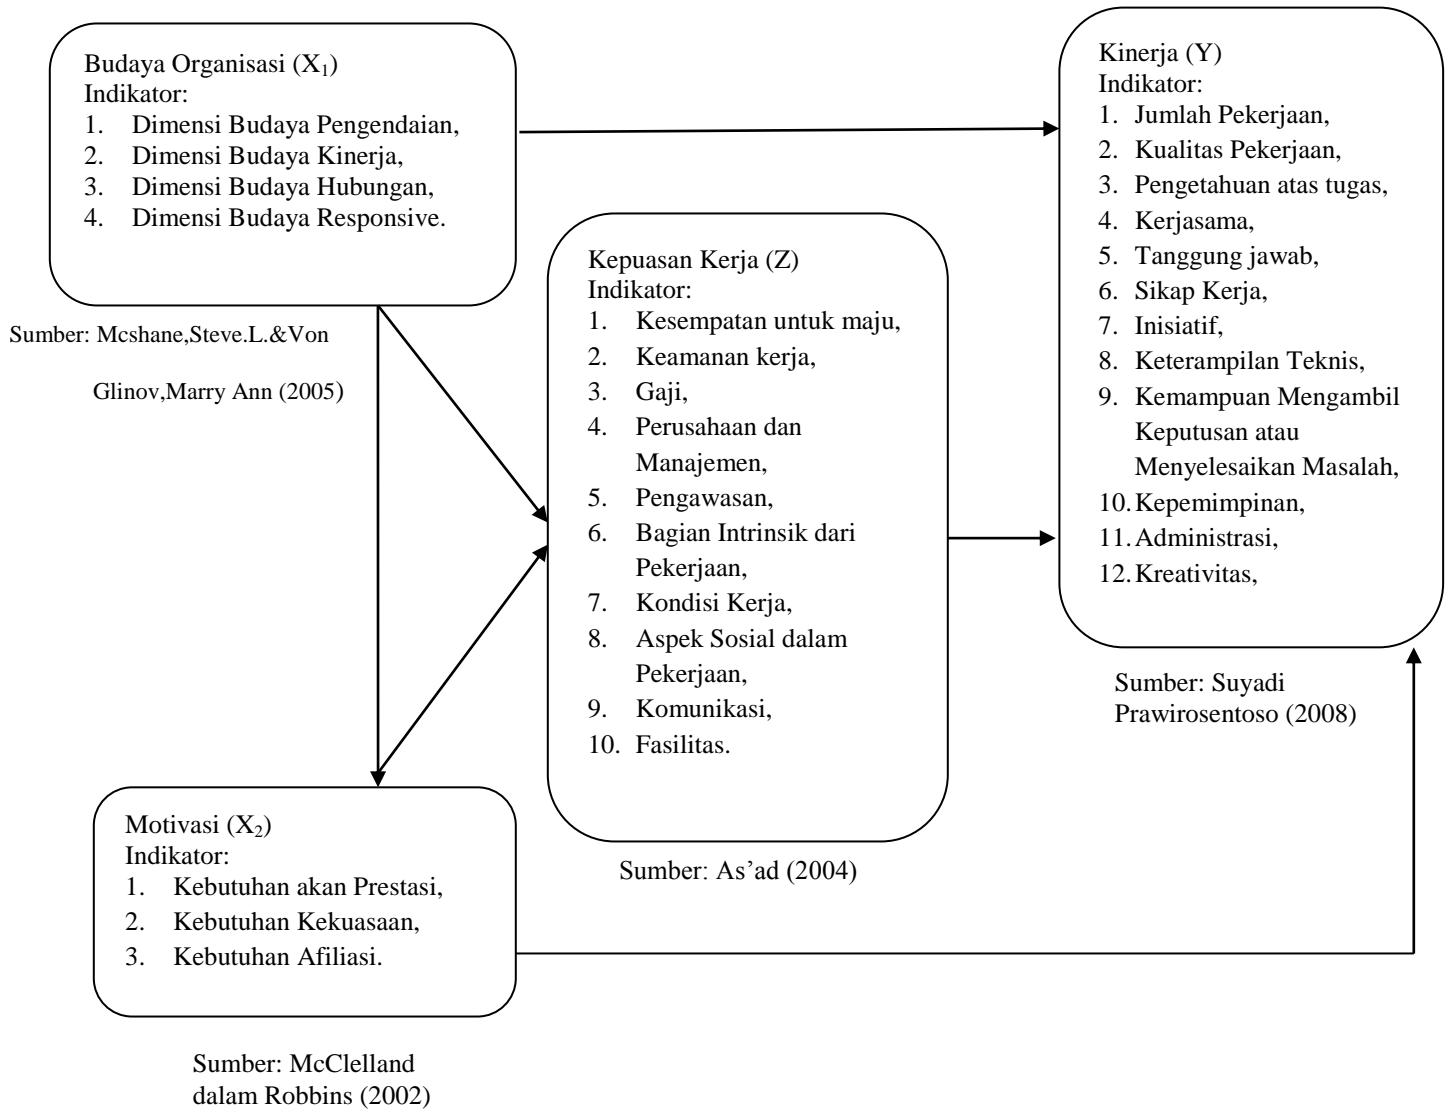 Budaya Organisasi (X1)
Indikator:
1. Dimensi Budaya Pengendaian,
2. Dimensi Budaya Kinerja,
3. Dimensi Budaya Hubungan,
4. Dimensi Budaya Responsive.
Sumber: Mcshane,Steve.L.&Von
Glinov,Marry Ann (2005)
Kepuasan Kerja (Z)
Indikator:
1. Kesempatan untuk maju,
2. Keamanan kerja,
3. Gaji,
4. Perusahaan dan
Manajemen,
5. Pengawasan,
6. Bagian Intrinsik dari
Pekerjaan,
7. Kondisi Kerja,
8. Aspek Sosial dalam
Pekerjaan,
9. Komunikasi,
10. Fasilitas.
Sumber: As’ad (2004)
Kinerja (Y)
Indikator:
1. Jumlah Pekerjaan,
2. Kualitas Pekerjaan,
3. Pengetahuan atas tugas,
4. Kerjasama,
5. Tanggung jawab,
6. Sikap Kerja,
7. Inisiatif,
8. Keterampilan Teknis,
9. Kemampuan Mengambil
Keputusan atau
Menyelesaikan Masalah,
10. Kepemimpinan,
11. Administrasi,
12. Kreativitas,
Sumber: Suyadi
Prawirosentoso (2008)
Motivasi (X2)
Indikator:
1. Kebutuhan akan Prestasi,
2. Kebutuhan Kekuasaan,
3. Kebutuhan Afiliasi.
Sumber: McClelland
dalam Robbins (2002)